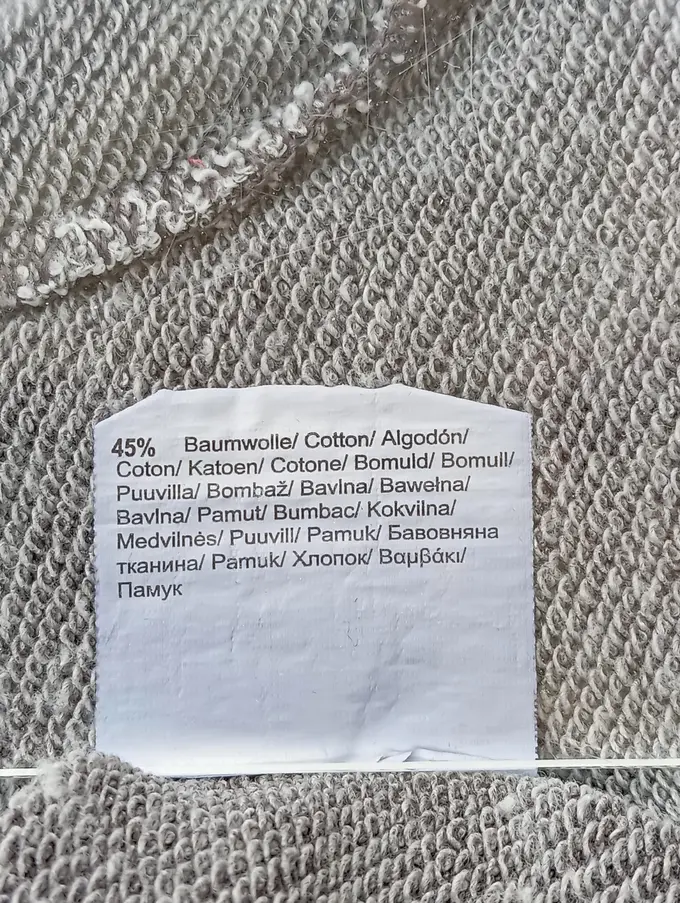 45% Baumwolle/ Cotton/ Algodón/
Coton/ Katoen/ Cotone/ Bomuld/ Bomull/
Puuvilla/ Bombaž/ Bavlna/ Bawełna/
Bavlna/ Pamut/ Bumbac/ Kokvilna/
Medvilnės/ Puuvill/ Pamuk/ Бавовняна
тканина/ Pamuk/ Хлопок/ Βαμβάκι/
Памук